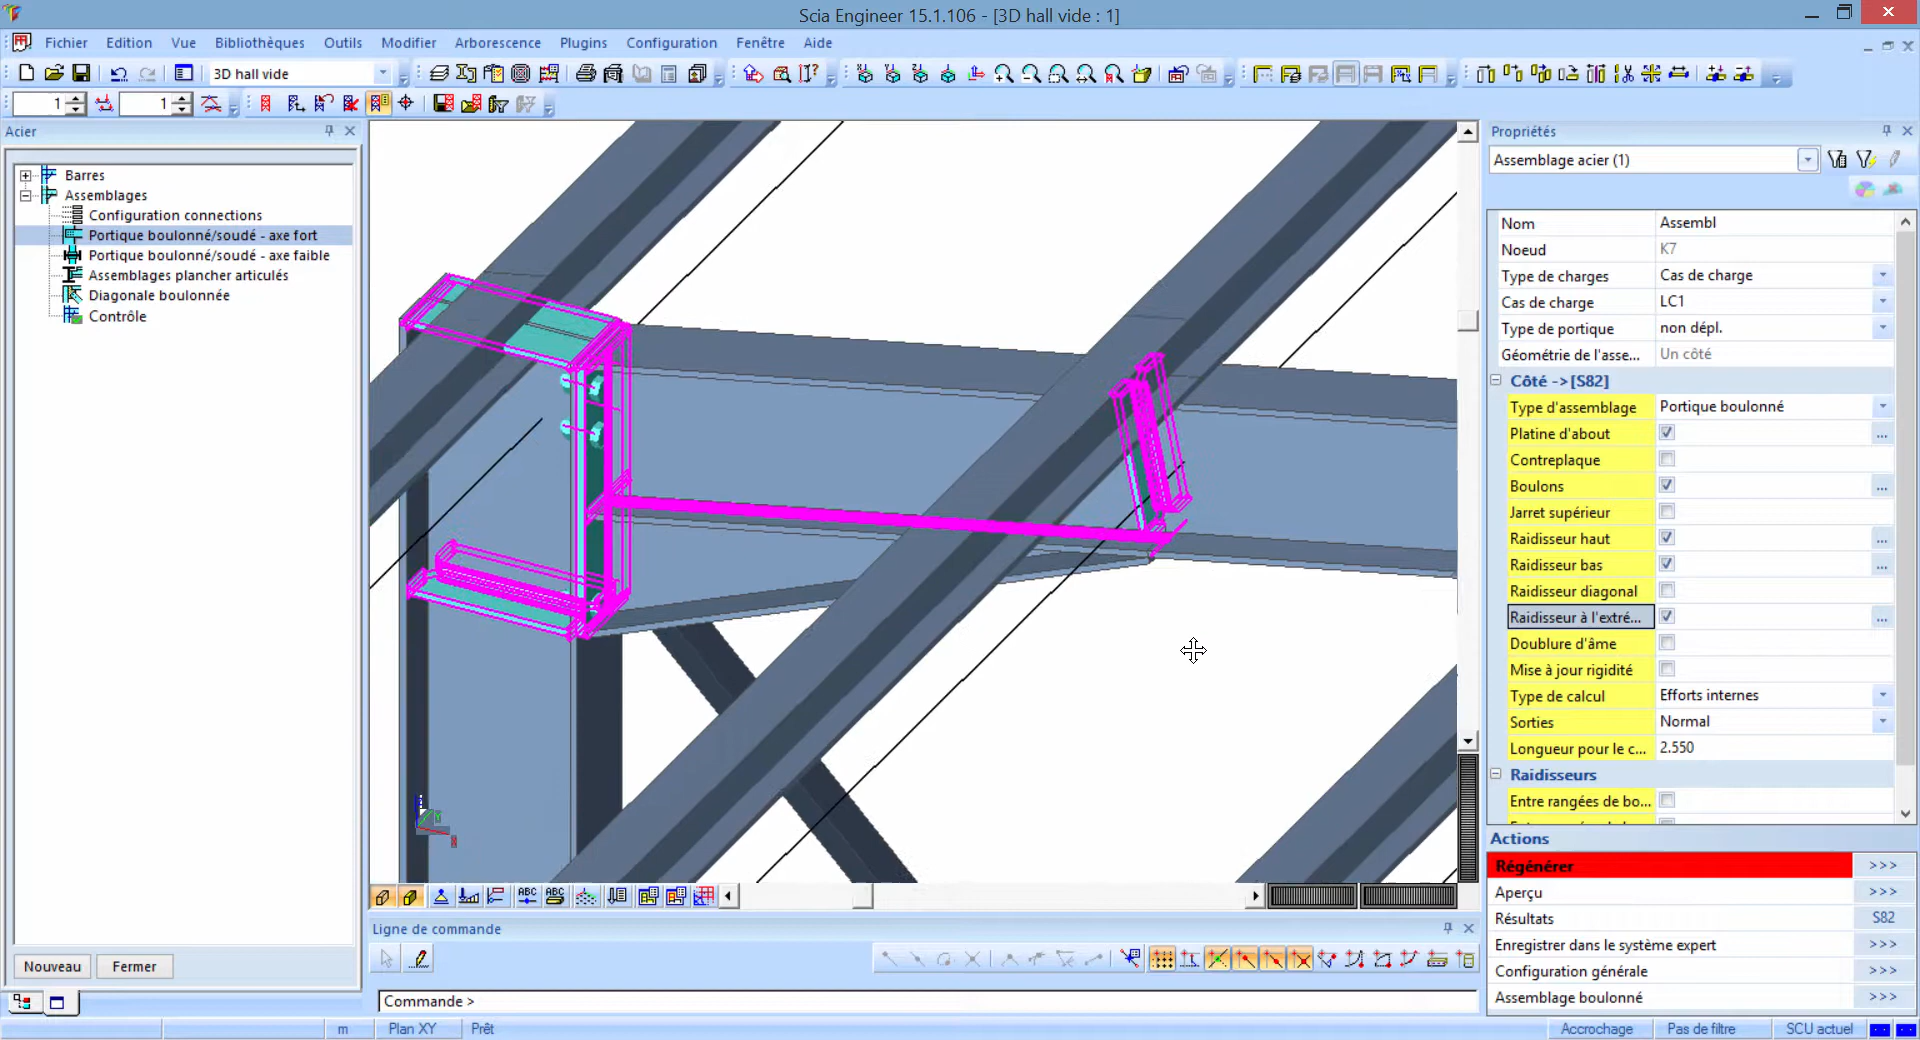 Scia Engineer 15.1.106 - [3D hall vide : 1]
Fichier Edition Vue Bibliothèques Outils Modifier Arborescence Plugins Configuration Fenêtre Aide
3D hall vide
1 1
Acier
Barres
Assemblages
Configuration connections
Portique boulonné/soudé - axe fort
Portique boulonné/soudé - axe faible
Assemblages plancher articulés
Diagonale boulonnée
Contrôle
Nouveau Fermer
ABC ABC
Ligne de commande
Commande >
Propriétés
Assemblage acier (1)
Nom Assembl
Noeud K7
Type de charges Cas de charge
Cas de charge LC1
Type de portique non dépl.
Géométrie de l'asse... Un côté
Côté ->[S82]
Type d'assemblage Portique boulonné
Platine d'about ...
Contreplaque
Boulons ...
Jarret supérieur
Raidisseur haut ...
Raidisseur bas ...
Raidisseur diagonal
Raidisseur à l'extré... ...
Doublure d'âme
Mise à jour rigidité
Type de calcul Efforts internes
Sorties Normal
Longueur pour le c... 2.550
Raidisseurs
Entre rangées de bo...
Actions
Régénérer >>>
Aperçu >>>
Résultats S82
Enregistrer dans le système expert >>>
Configuration générale >>>
Assemblage boulonné >>>
m Plan XY Prêt Accrochage Pas de filtre SCU actuel